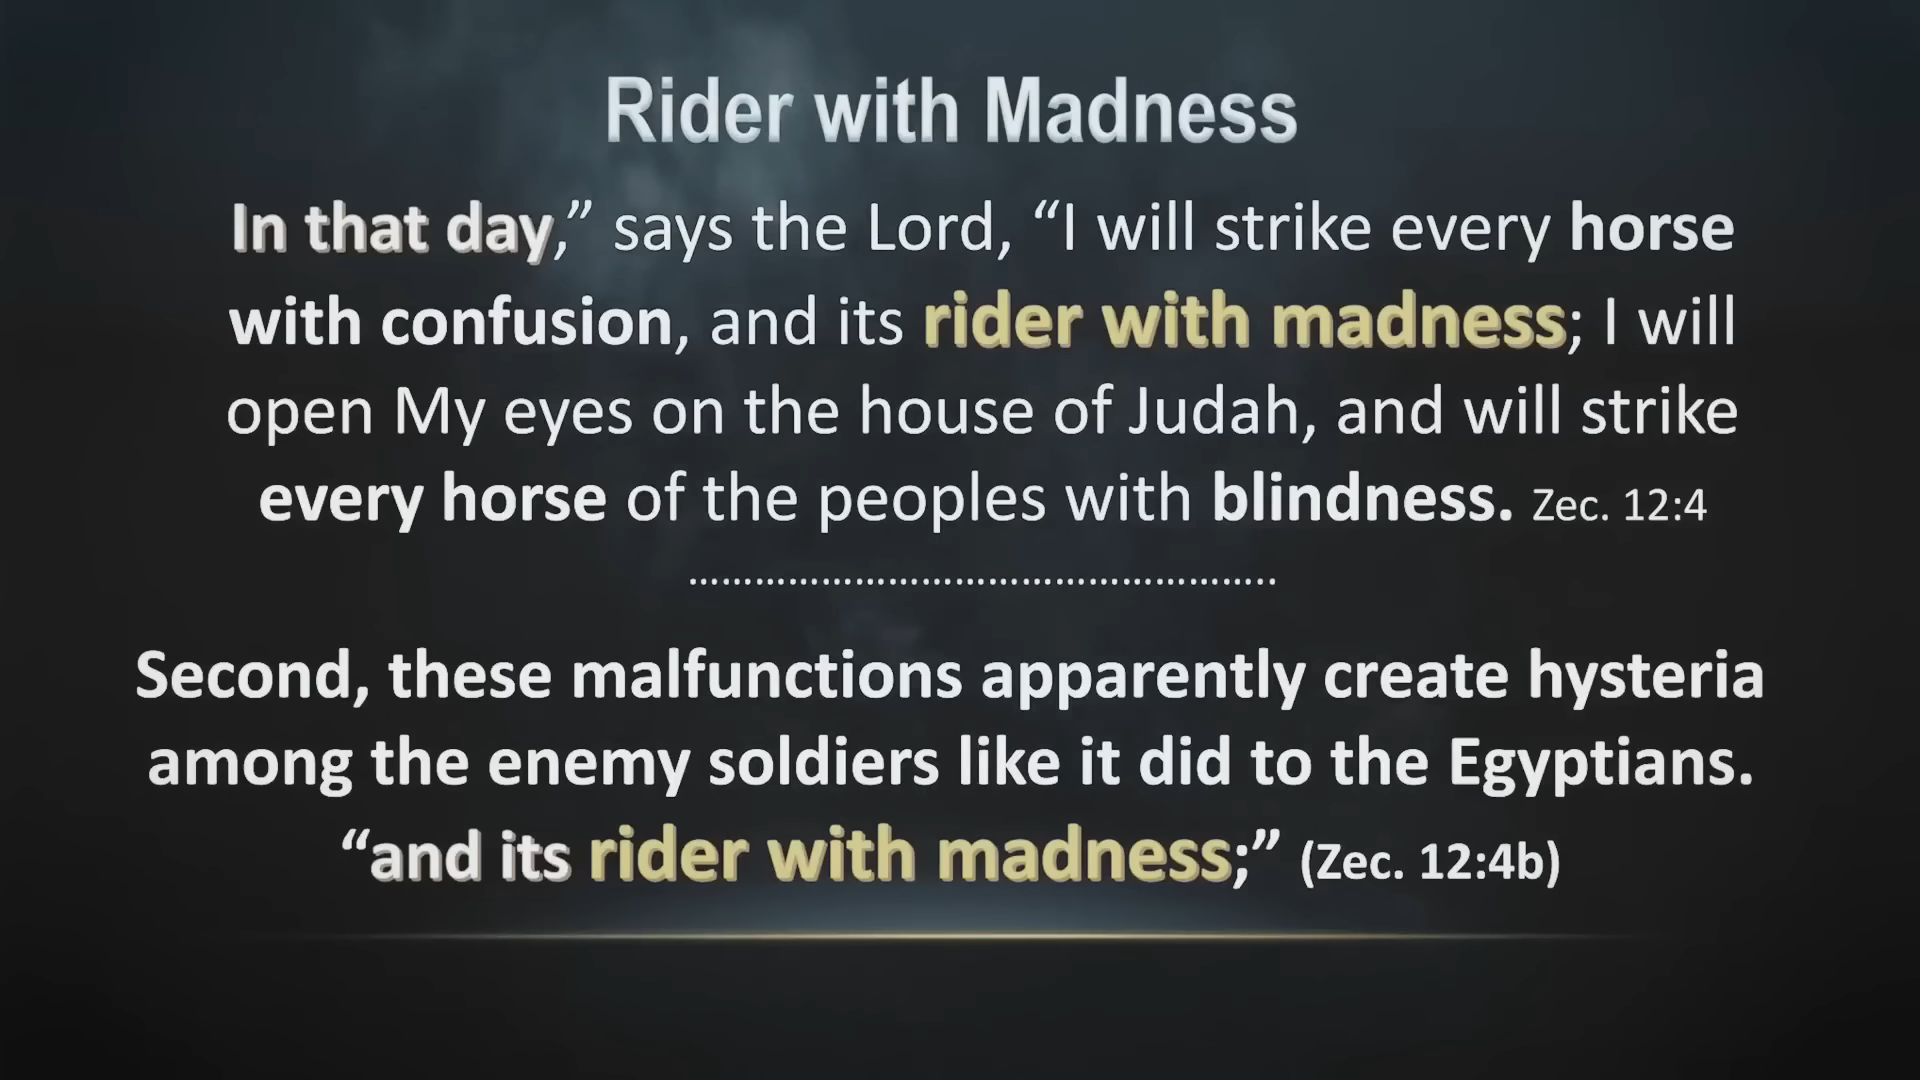 Rider with Madness
In that day,” says the Lord, “I will strike every horse
with confusion, and its rider with madness; I will
open My eyes on the house of Judah, and will strike
every horse of the peoples with blindness. Zec. 12:4
……………………………………………..
Second, these malfunctions apparently create hysteria
among the enemy soldiers like it did to the Egyptians.
“and its rider with madness;” (Zec. 12:4b)